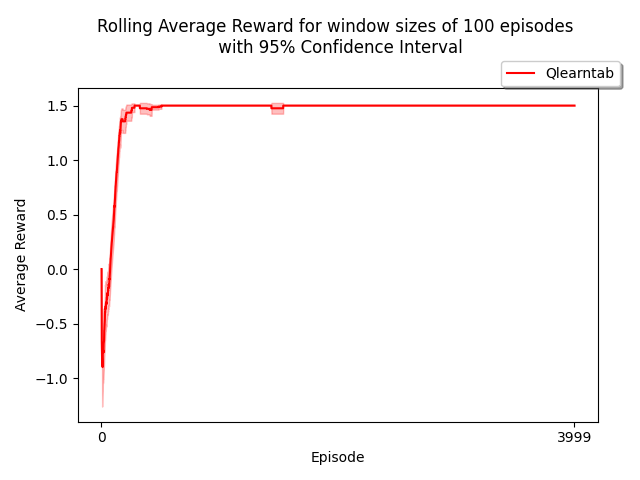 Rolling Average Reward for window sizes of 100 episodes
with 95% Confidence Interval
Qlearntab
1.5
1.0
0.5
0.0
−0.5
−1.0
Average Reward
0
3999
Episode